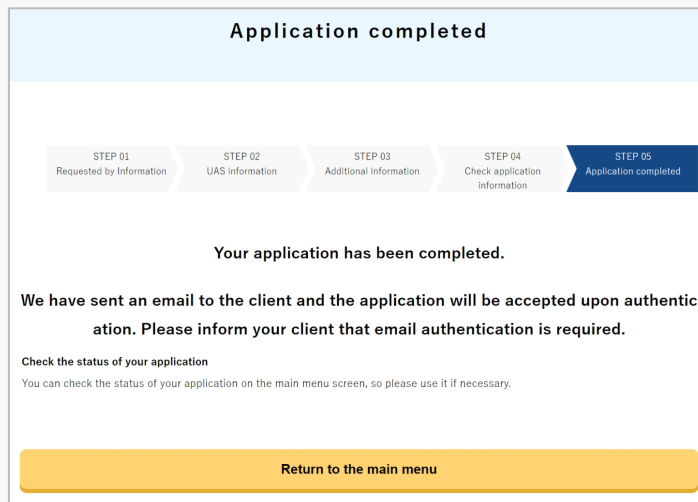 Application completed
STEP 01
Requested by Information
STEP 02
UAS information
STEP 03
Additional information
STEP 04
Check application
information
STEP 05
Application completed
Your application has been completed.
We have sent an email to the client and the application will be accepted upon authentic
ation. Please inform your client that email authentication is required.
Check the status of your application
You can check the status of your application on the main menu screen, so please use it if necessary.
Return to the main menu